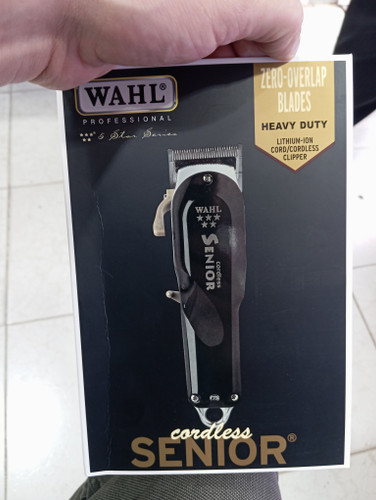 WAHL®
PROFESSIONAL
5 Star Series
ZERO-OVERLAP
BLADES
HEAVY DUTY
LITHIUM-ION
CORD/CORDLESS
CLIPPER
WAHL
cordless
SENIOR
cordless
SENIOR®